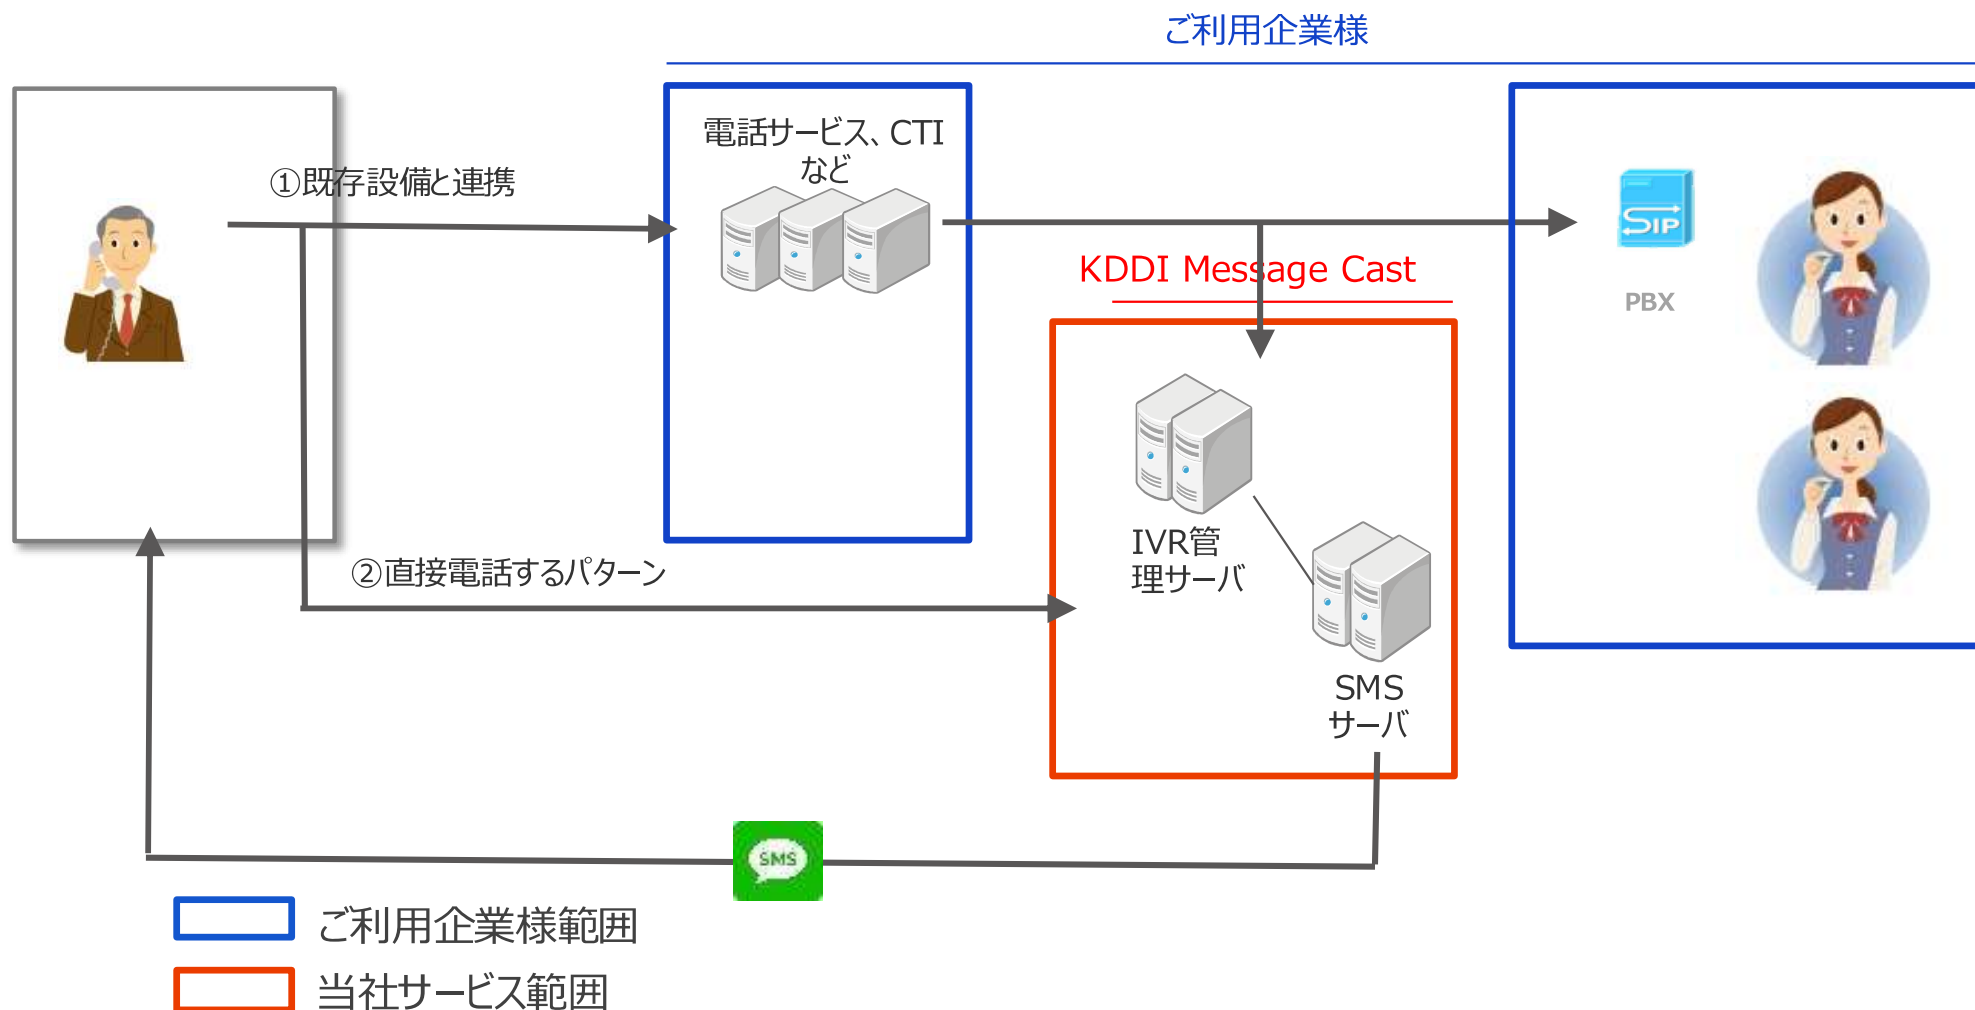 ご利用企業様
電話サービス、CTI
など
①既存設備と連携
SIP
PBX
KDDI Message Cast
IVR管
理サーバ
②直接電話するパターン
SMS
サーバ
SMS
ご利用企業様範囲
当社サービス範囲